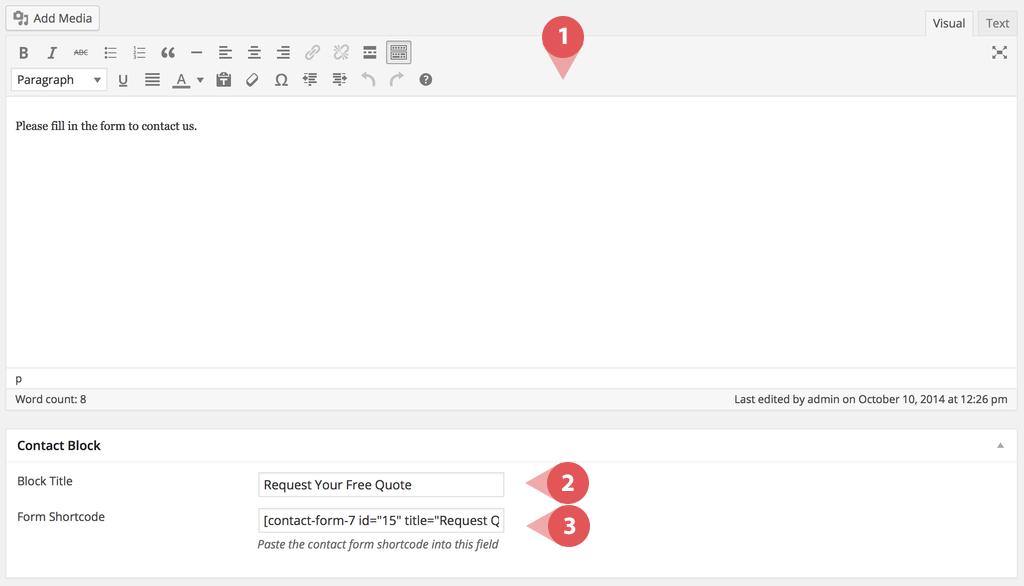 Add Media
Visual Text
1
B I ABC
Paragraph U A T Ω ?
Please fill in the form to contact us.
p
Word count: 8 Last edited by admin on October 10, 2014 at 12:26 pm
Contact Block
Block Title Request Your Free Quote 2
Form Shortcode [contact-form-7 id="15" title="Request Q 3
Paste the contact form shortcode into this field